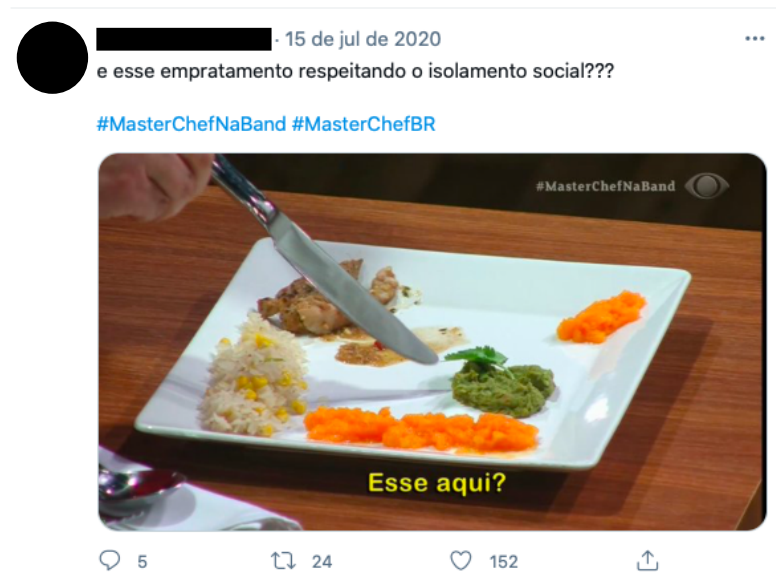 · 15 de jul de 2020
e esse empratamento respeitando o isolamento social???
#MasterChefNaBand #MasterChefBR
#MasterChefNaBand
Esse aqui?
5 24 152